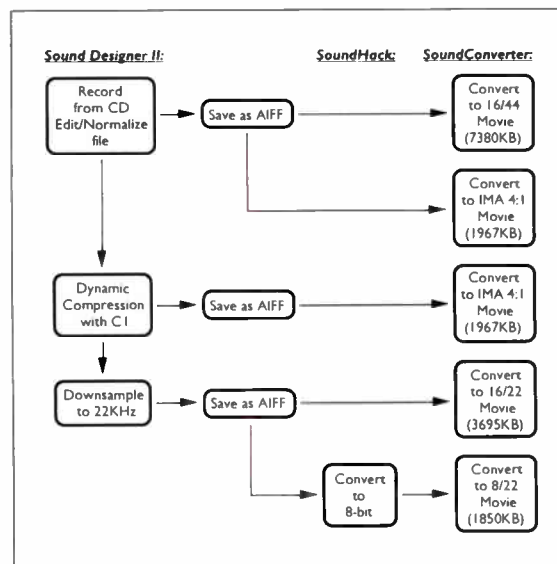 Sound Designer II:
SoundHack:
SoundConverter:
Record
from CD
Edit/Normalize
file
Save as AIFF
Convert
to 16/44
Movie
(7380KB)
Convert
to IMA 4:1
Movie
(1967KB)
Dynamic
Compression
with C1
Save as AIFF
Convert
to IMA 4:1
Movie
(1967KB)
Downsample
to 22KHz
Save as AIFF
Convert
to 16/22
Movie
(3695KB)
Convert
to
8-bit
Convert
to 8/22
Movie
(1850KB)